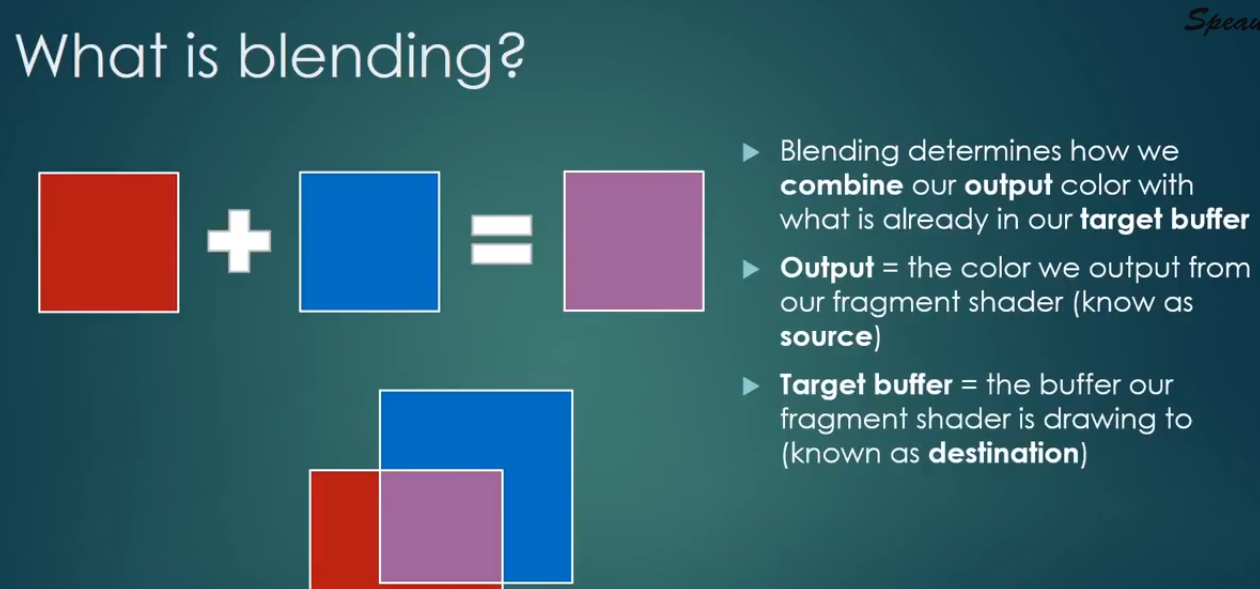 What is blending?
Blending determines how we
combine our output color with
what is already in our target buffer
Output = the color we output from
our fragment shader (know as
source)
Target buffer = the buffer our
fragment shader is drawing to
(known as destination)